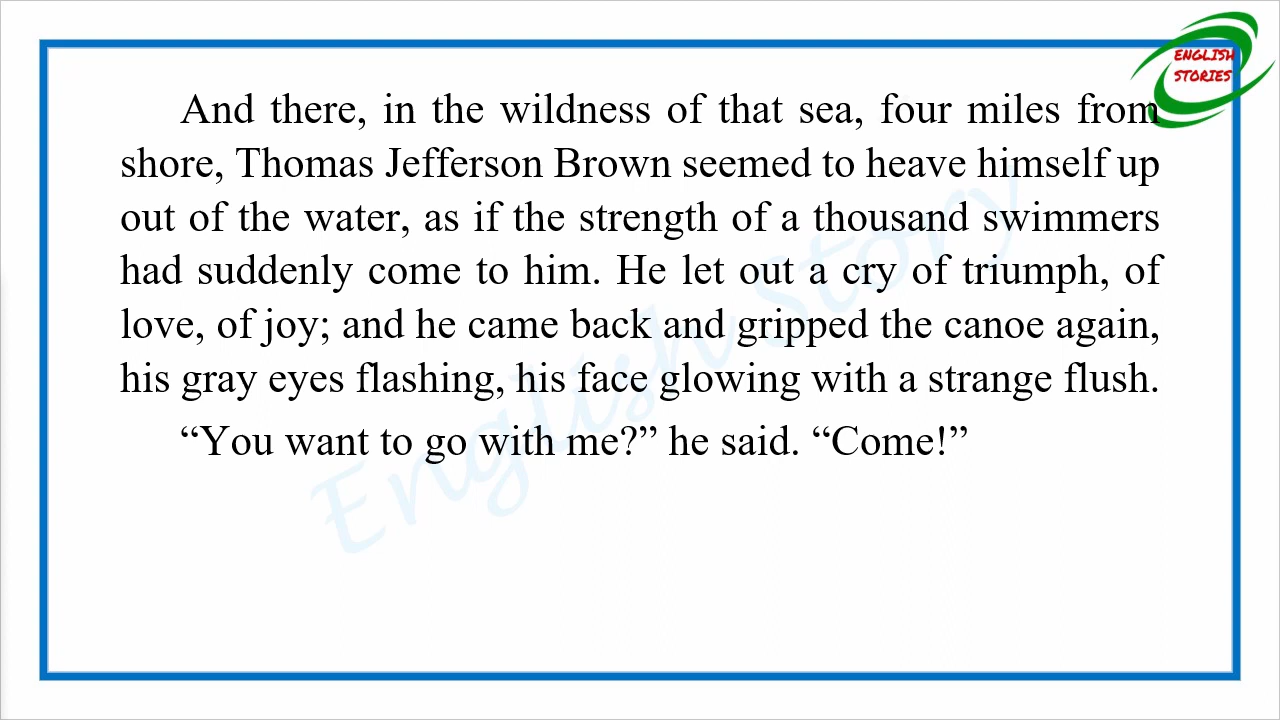 ENGLISH
STORIES
And there, in the wildness of that sea, four miles from
shore, Thomas Jefferson Brown seemed to heave himself up
out of the water, as if the strength of a thousand swimmers
had suddenly come to him. He let out a cry of triumph, of
love, of joy; and he came back and gripped the canoe again,
his gray eyes flashing, his face glowing with a strange flush.
“You want to go with me?” he said. “Come!”
English Story